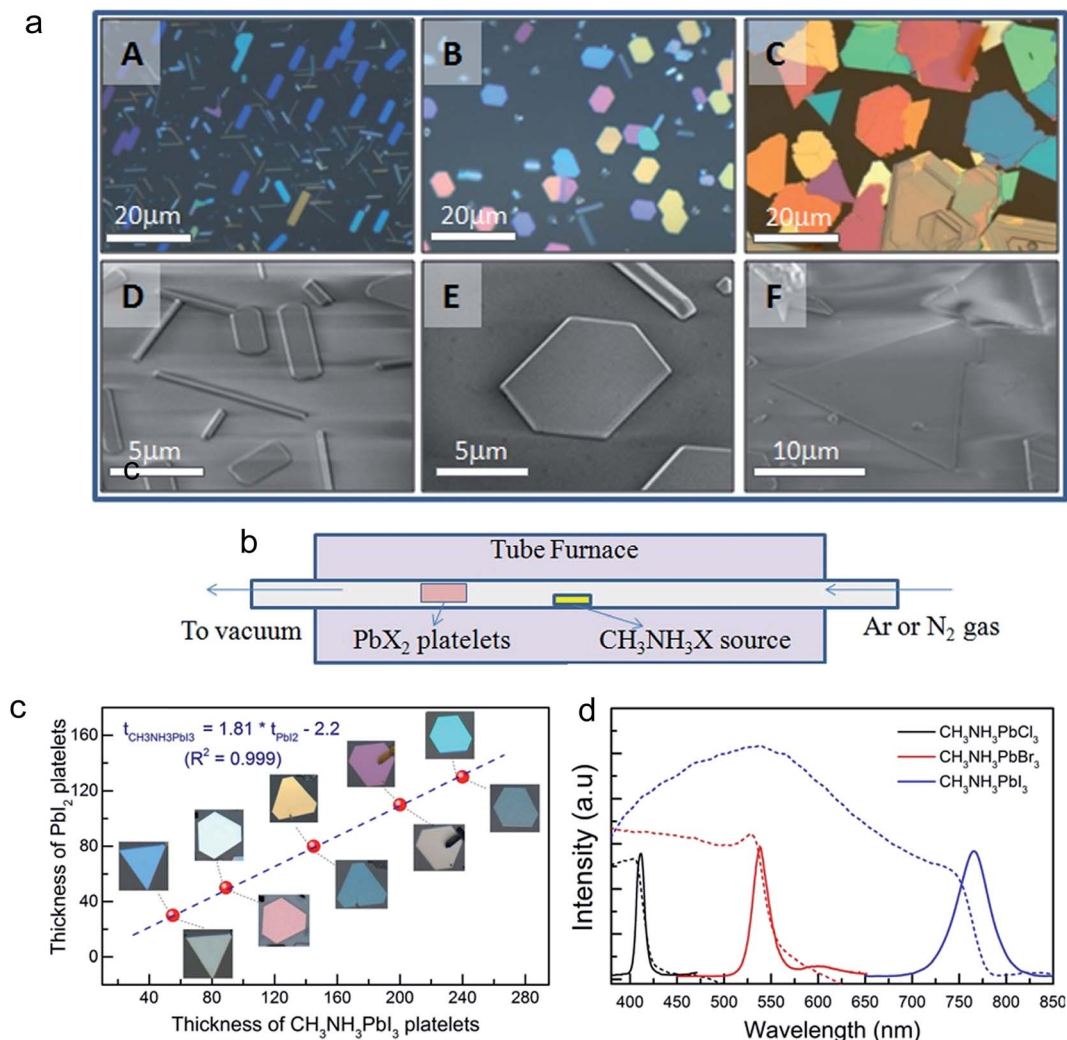 a
A
B
C
20μm
20μm
20μm
D
E
F
5μm
5μm
10μm
c
b
Tube Furnace
To vacuum
PbX₂ platelets
CH₃NH₃X source
Ar or N₂ gas
c
t_CH3NH3PbI3 = 1.81 * t_PbI2 - 2.2
(R² = 0.999)
Thickness of PbI₂ platelets
160
120
80
40
0
40
80
120
160
200
240
280
Thickness of CH₃NH₃PbI₃ platelets
d
CH₃NH₃PbCl₃
CH₃NH₃PbBr₃
CH₃NH₃PbI₃
Intensity (a.u)
400
450
500
550
600
650
700
750
800
850
Wavelength (nm)